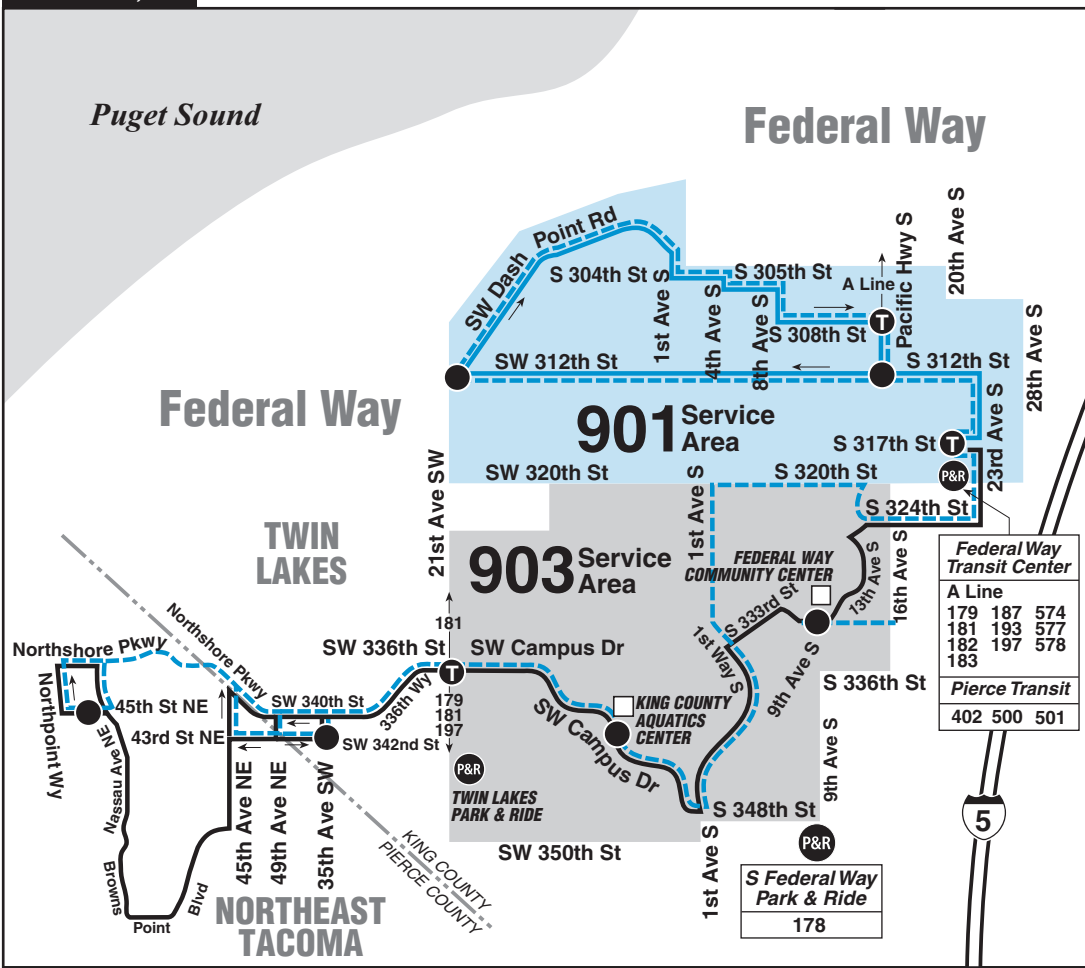 Puget Sound
Federal Way
SW Dash Point Rd
S 304th St
S 305th St
A Line
Pacific Hwy S
20th Ave S
28th Ave S
1st Ave S
4th Ave S
8th Ave S
T
S 308th St
SW 312th St
S 312th St
Federal Way
901 Service
Area
S 317th St
T
23rd Ave S
P&R
SW 320th St
S 320th St
21st Ave SW
1st Ave S
S 324th St
TWIN
LAKES
903 Service
Area
FEDERAL WAY
COMMUNITY CENTER
13th Ave S
16th Ave S
Federal Way
Transit Center
A Line
179 187 574
181 193 577
182 197 578
183
Pierce Transit
402 500 501
181
S 333rd St
1st Way S
9th Ave S
Northshore Pkwy
Northshore Pkwy
SW 336th St
SW Campus Dr
T
336th Wy
SW 340th St
179
181
197
S 336th St
Northpoint Wy
45th St NE
43rd St NE
SW 342nd St
KING COUNTY
AQUATICS
CENTER
SW Campus Dr
P&R
TWIN LAKES
PARK & RIDE
9th Ave S
S 348th St
Nassau Ave NE
45th Ave NE
49th Ave NE
35th Ave SW
KING COUNTY
PIERCE COUNTY
SW 350th St
1st Ave S
P&R
S Federal Way
Park & Ride
178
5
Browns
Point
Blvd
NORTHEAST
TACOMA